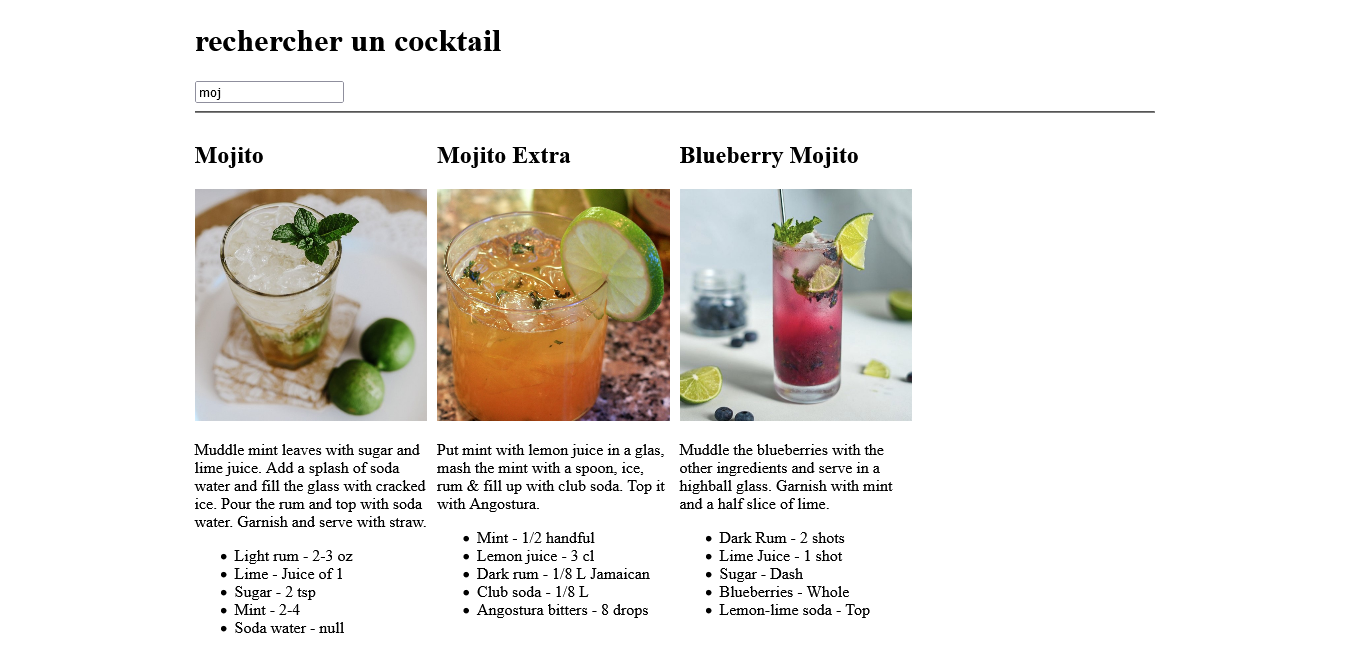 rechercher un cocktail
moj
Mojito
Mojito Extra
Blueberry Mojito
Muddle mint leaves with sugar and
lime juice. Add a splash of soda
water and fill the glass with cracked
ice. Pour the rum and top with soda
water. Garnish and serve with straw.
Light rum - 2-3 oz
Lime - Juice of 1
Sugar - 2 tsp
Mint - 2-4
Soda water - null
Put mint with lemon juice in a glas,
mash the mint with a spoon, ice,
rum & fill up with club soda. Top it
with Angostura.
Mint - 1/2 handful
Lemon juice - 3 cl
Dark rum - 1/8 L Jamaican
Club soda - 1/8 L
Angostura bitters - 8 drops
Muddle the blueberries with the
other ingredients and serve in a
highball glass. Garnish with mint
and a half slice of lime.
Dark Rum - 2 shots
Lime Juice - 1 shot
Sugar - Dash
Blueberries - Whole
Lemon-lime soda - Top